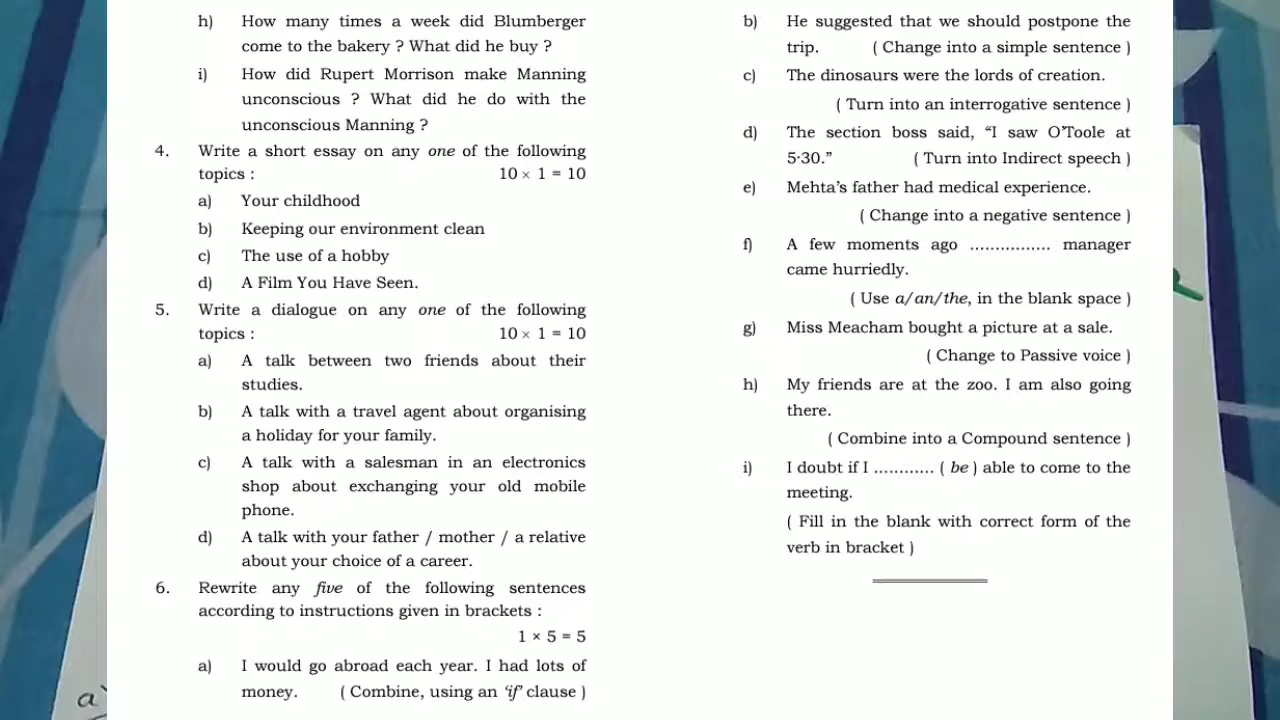 h) How many times a week did Blumberger
come to the bakery ? What did he buy ?
i) How did Rupert Morrison make Manning
unconscious ? What did he do with the
unconscious Manning ?
4. Write a short essay on any one of the following
topics : 10 × 1 = 10
a) Your childhood
b) Keeping our environment clean
c) The use of a hobby
d) A Film You Have Seen.
5. Write a dialogue on any one of the following
topics : 10 × 1 = 10
a) A talk between two friends about their
studies.
b) A talk with a travel agent about organising
a holiday for your family.
c) A talk with a salesman in an electronics
shop about exchanging your old mobile
phone.
d) A talk with your father / mother / a relative
about your choice of a career.
6. Rewrite any five of the following sentences
according to instructions given in brackets :
1 × 5 = 5
a) I would go abroad each year. I had lots of
money. ( Combine, using an ‘if’ clause )
b) He suggested that we should postpone the
trip. ( Change into a simple sentence )
c) The dinosaurs were the lords of creation.
( Turn into an interrogative sentence )
d) The section boss said, “I saw O’Toole at
5·30.” ( Turn into Indirect speech )
e) Mehta’s father had medical experience.
( Change into a negative sentence )
f) A few moments ago ................ manager
came hurriedly.
( Use a/an/the, in the blank space )
g) Miss Meacham bought a picture at a sale.
( Change to Passive voice )
h) My friends are at the zoo. I am also going
there.
( Combine into a Compound sentence )
i) I doubt if I ............ ( be ) able to come to the
meeting.
( Fill in the blank with correct form of the
verb in bracket )
a)